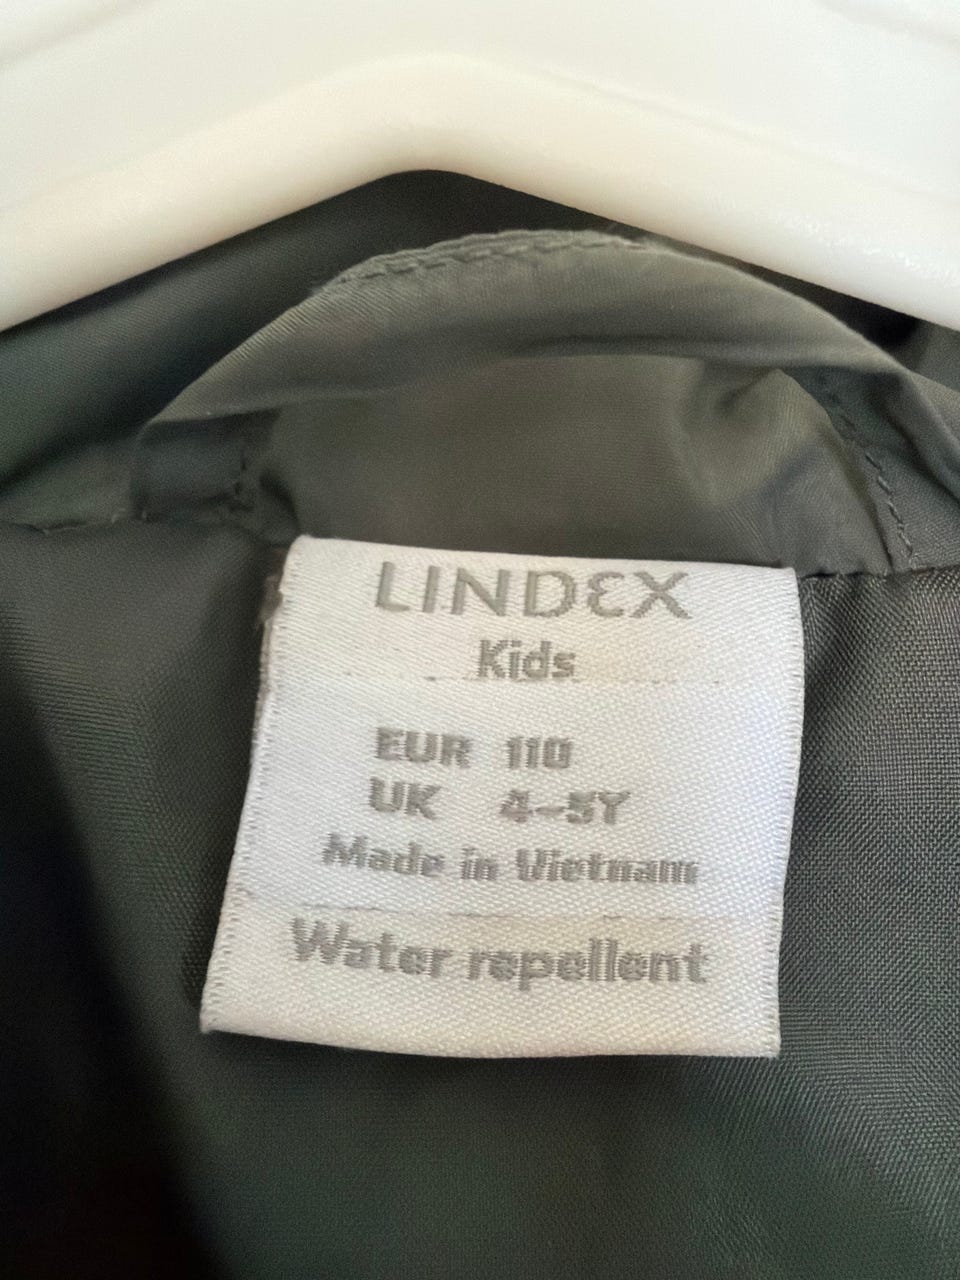 LINDEX
Kids
EUR 110
UK 4-5Y
Made in Vietnam
Water repellent